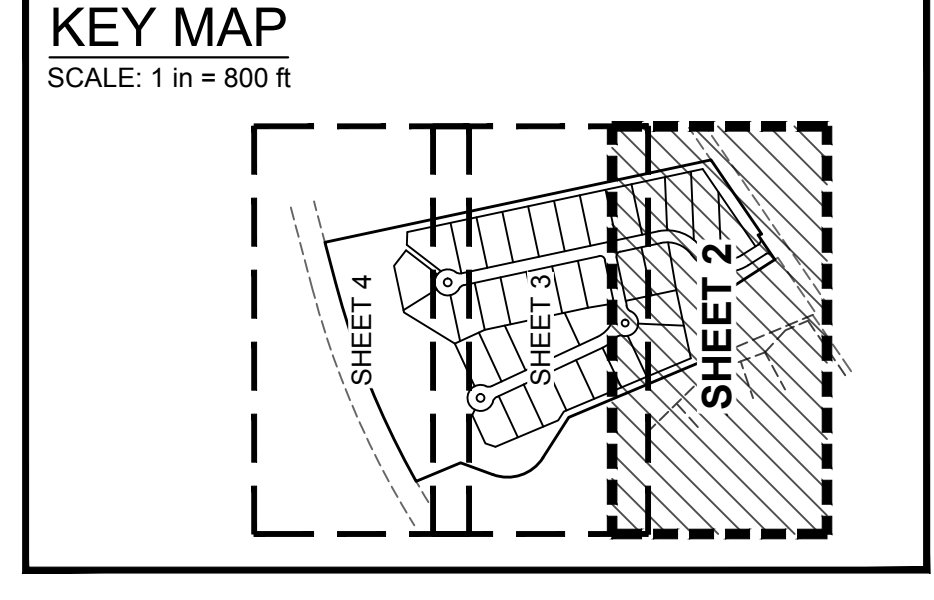 KEY MAP
SCALE: 1 in = 800 ft
SHEET 4
SHEET 3
SHEET 2